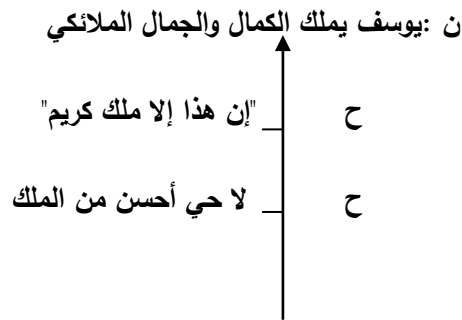 ن :يوسف يملك الكمال والجمال الملائكي
ح _ "إن هذا إلا ملك كريم"
ح _ لا حي أحسن من الملك